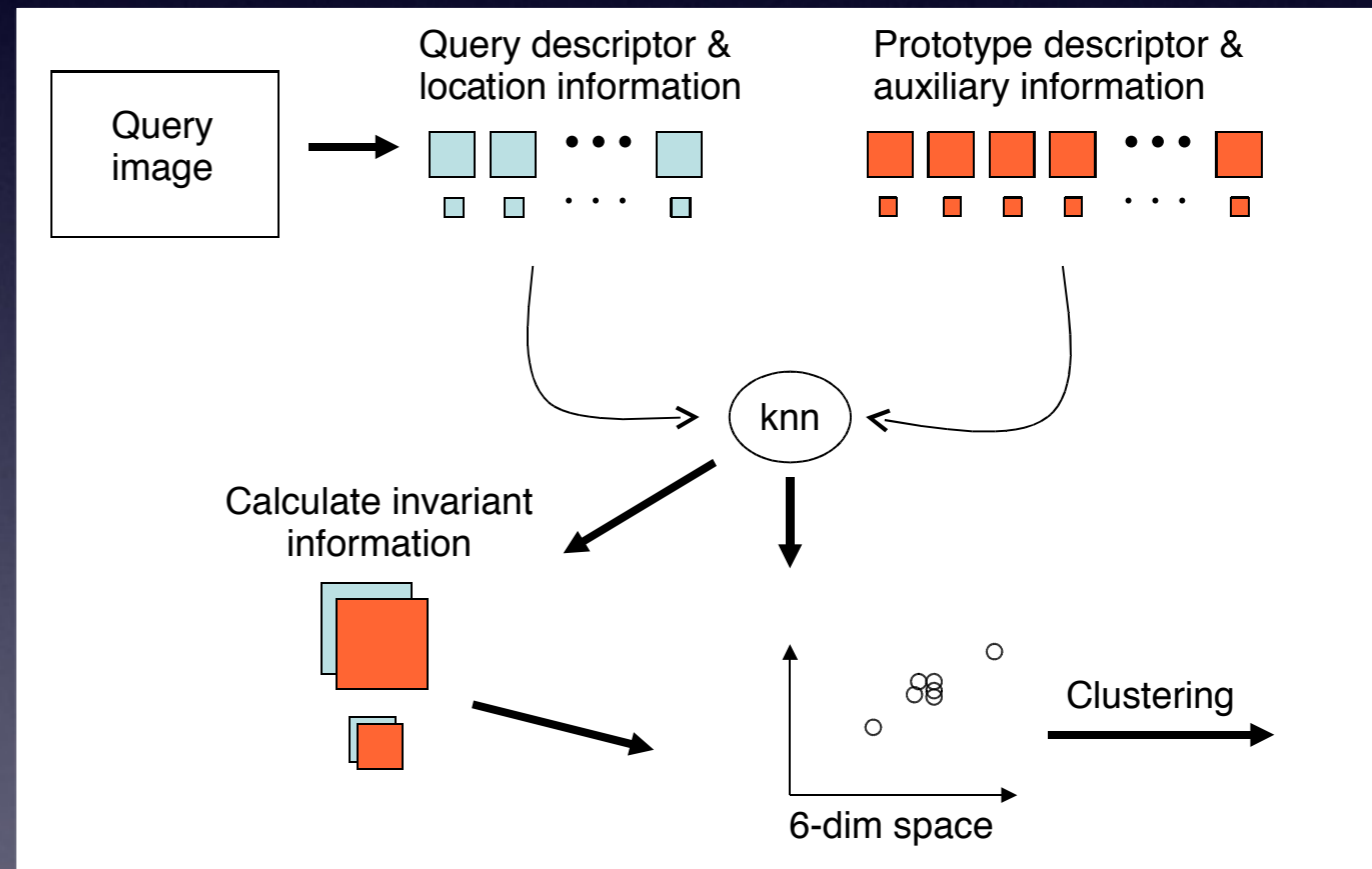 Query descriptor &
location information
Prototype descriptor &
auxiliary information
Query
image
knn
Calculate invariant
information
Clustering
6-dim space